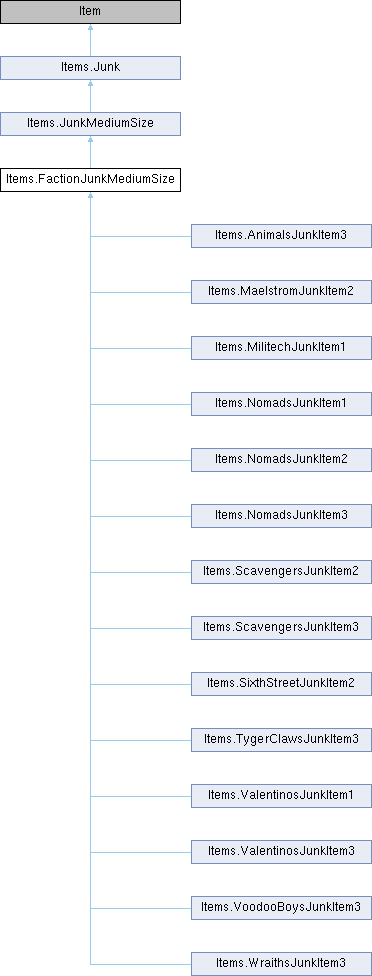 Item
Items.Junk
Items.JunkMediumSize
Items.FactionJunkMediumSize
Items.AnimalsJunkItem3
Items.MaelstromJunkItem2
Items.MilitechJunkItem1
Items.NomadsJunkItem1
Items.NomadsJunkItem2
Items.NomadsJunkItem3
Items.ScavengersJunkItem2
Items.ScavengersJunkItem3
Items.SixthStreetJunkItem2
Items.TygerClawsJunkItem3
Items.ValentinosJunkItem1
Items.ValentinosJunkItem3
Items.VoodooBoysJunkItem3
Items.WraithsJunkItem3